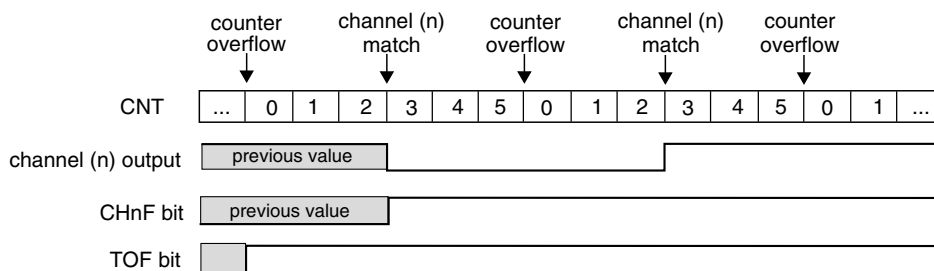 counter overflow
channel (n) match
counter overflow
channel (n) match
counter overflow
CNT ... 0 1 2 3 4 5 0 1 2 3 4 5 0 1 ...
channel (n) output previous value
CHnF bit previous value
TOF bit